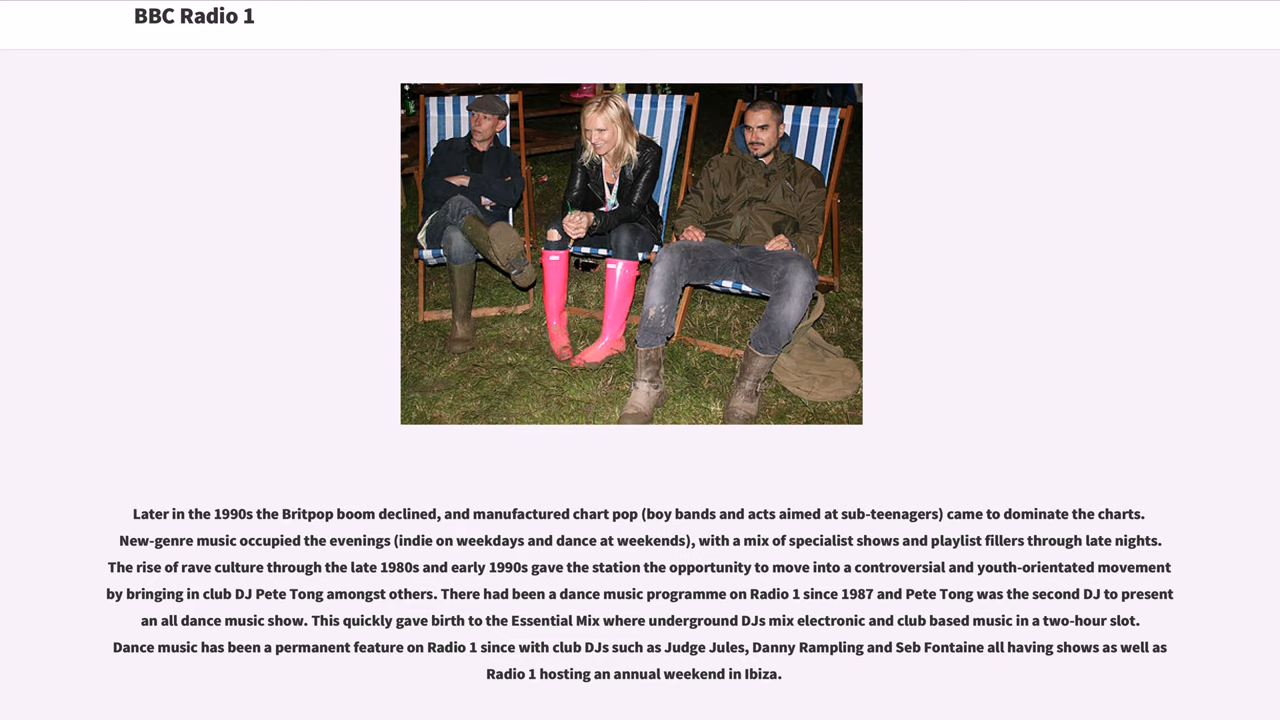 BBC Radio 1
Later in the 1990s the Britpop boom declined, and manufactured chart pop (boy bands and acts aimed at sub-teenagers) came to dominate the charts.
New-genre music occupied the evenings (indie on weekdays and dance at weekends), with a mix of specialist shows and playlist fillers through late nights.
The rise of rave culture through the late 1980s and early 1990s gave the station the opportunity to move into a controversial and youth-orientated movement
by bringing in club DJ Pete Tong amongst others. There had been a dance music programme on Radio 1 since 1987 and Pete Tong was the second DJ to present
an all dance music show. This quickly gave birth to the Essential Mix where underground DJs mix electronic and club based music in a two-hour slot.
Dance music has been a permanent feature on Radio 1 since with club DJs such as Judge Jules, Danny Rampling and Seb Fontaine all having shows as well as
Radio 1 hosting an annual weekend in Ibiza.